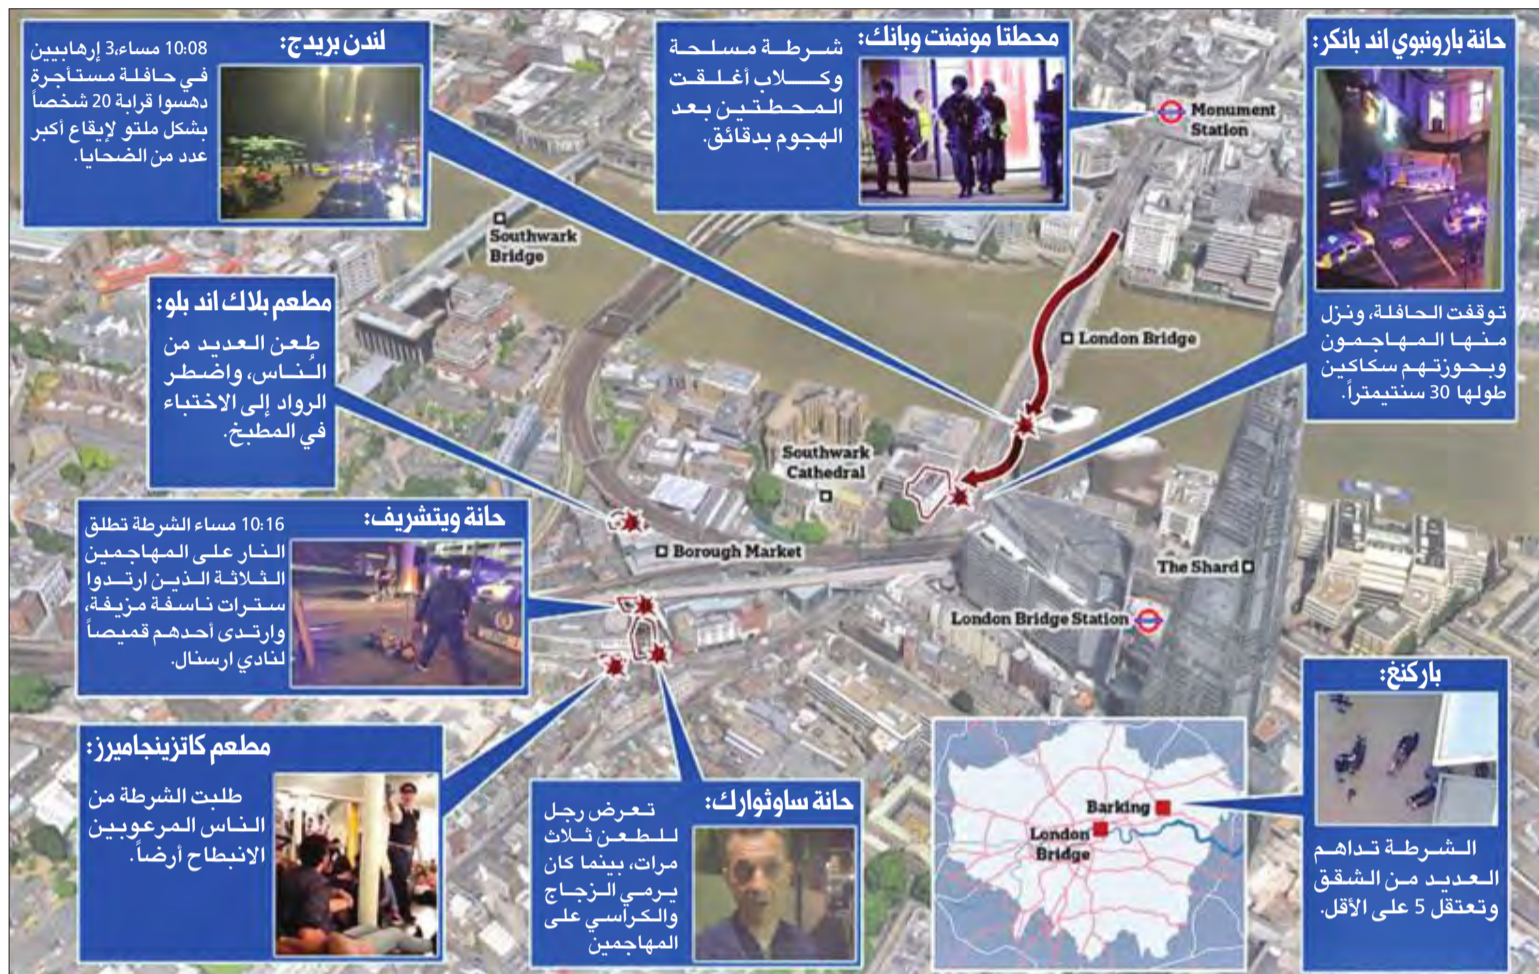 حانة بارونبوي اند بانكر:
توقفت الحافلة، ونزل
منها المهاجمون
وبحوزتهم سكاكين
طولها 30 سنتيمتراً.
محطتا مونمنت وبانك:
شرطة مسلحة
وكلاب أغلقت
المحطتين بعد
الهجوم بدقائق.
لندن بريدج:
10:08 مساء،3 إرهابيين
في حافلة مستأجرة
دهسوا قرابة 20 شخصاً
بشكل ملتو لإيقاع أكبر
عدد من الضحايا.
Monument
Station
Southwark
Bridge
London Bridge
مطعم بلاك اند بلو:
طُعن العديد من
الناس، واضطر
الرواد إلى الاختباء
في المطبخ.
Southwark
Cathedral
حانة ويتشريف:
10:16 مساء الشرطة تطلق
النار على المهاجمين
الثلاثة الذين ارتدوا
سترات ناسفة مزيفة،
وارتدى أحدهم قميصاً
لنادي ارسنال.
Borough Market
The Shard
London Bridge Station
باركنغ:
الشرطة تداهم
العديد من الشقق
وتعتقل 5 على الأقل.
Barking
London
Bridge
حانة ساوثوارك:
تعرض رجل
للطعن ثلاث
مرات، بينما كان
يرمي الزجاج
والكراسي على
المهاجمين
مطعم كاتزينجاميرز:
طلبت الشرطة من
الناس المرعوبين
الانبطاح أرضاً.